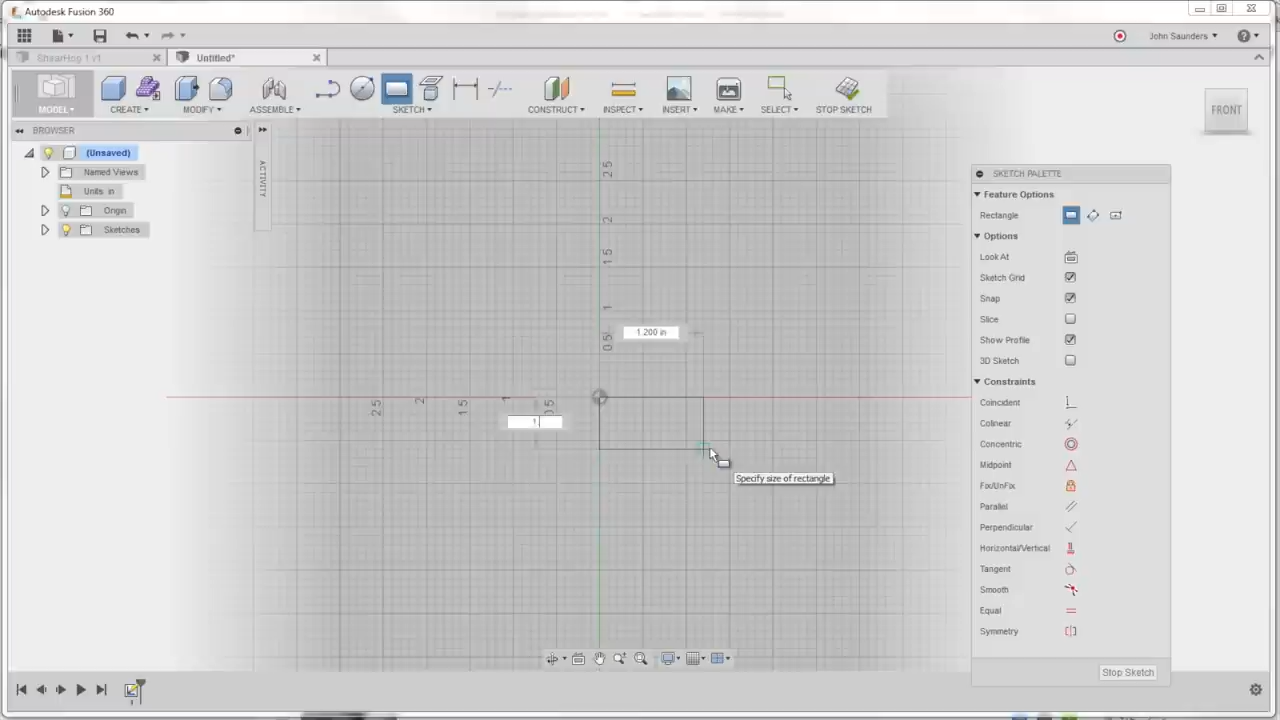 Autodesk Fusion 360
John Saunders
ShearHog 1 v1
Untitled*
MODEL
CREATE
MODIFY
ASSEMBLE
SKETCH
CONSTRUCT
INSPECT
INSERT
MAKE
SELECT
STOP SKETCH
BROWSER
(Unsaved)
Named Views
Units in
Origin
Sketches
ACTIVITY
FRONT
2.5
2
1.5
1
0.5
1.200 in
2.5
2
1.5
1
0.5
1
Specify size of rectangle
SKETCH PALETTE
Feature Options
Rectangle
Options
Look At
Sketch Grid
Snap
Slice
Show Profile
3D Sketch
Constraints
Coincident
Colinear
Concentric
Midpoint
Fix/UnFix
Parallel
Perpendicular
Horizontal/Vertical
Tangent
Smooth
Equal
Symmetry
Stop Sketch